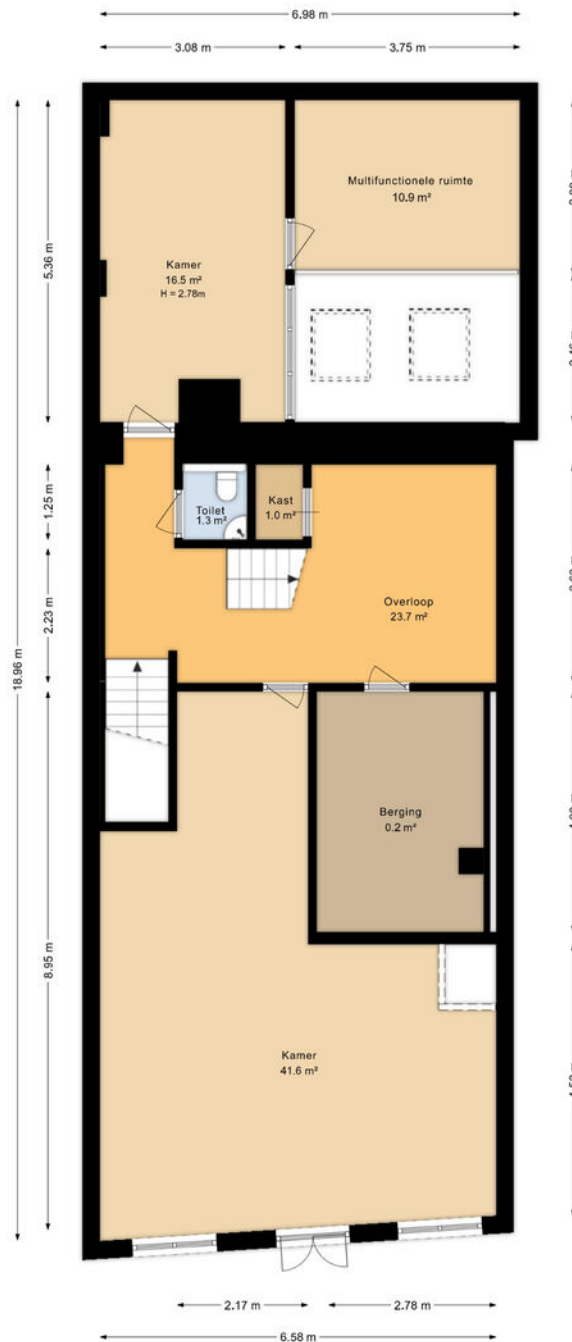 6.98 m
3.08 m
3.75 m
5.36 m
Multifunctionele ruimte
10.9 m²
Kamer
16.5 m²
H = 2.78m
1.25 m
Toilet
1.3 m²
Kast
1.0 m²
2.23 m
Overloop
23.7 m²
18.96 m
Berging
0.2 m²
8.95 m
Kamer
41.6 m²
2.17 m
2.78 m
6.58 m